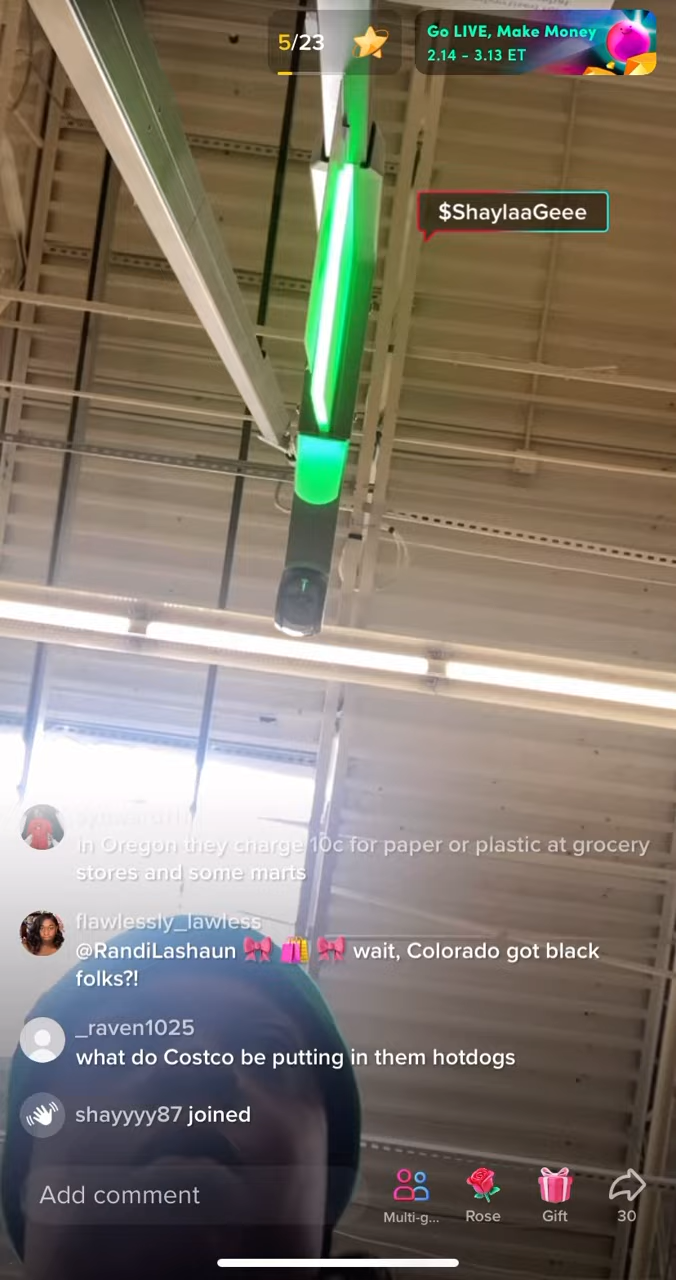 5/23
Go LIVE, Make Money
2.14 - 3.13 ET
$ShaylaaGeee
in Oregon they charge 10c for paper or plastic at grocery
stores and some marts
flawlessly_lawless
@RandiLashaun 🎀 🛍️ 🎀 wait, Colorado got black
folks?!
_raven1025
what do Costco be putting in them hotdogs
shayyyy87 joined
Add comment
Multi-g...
Rose
Gift
30